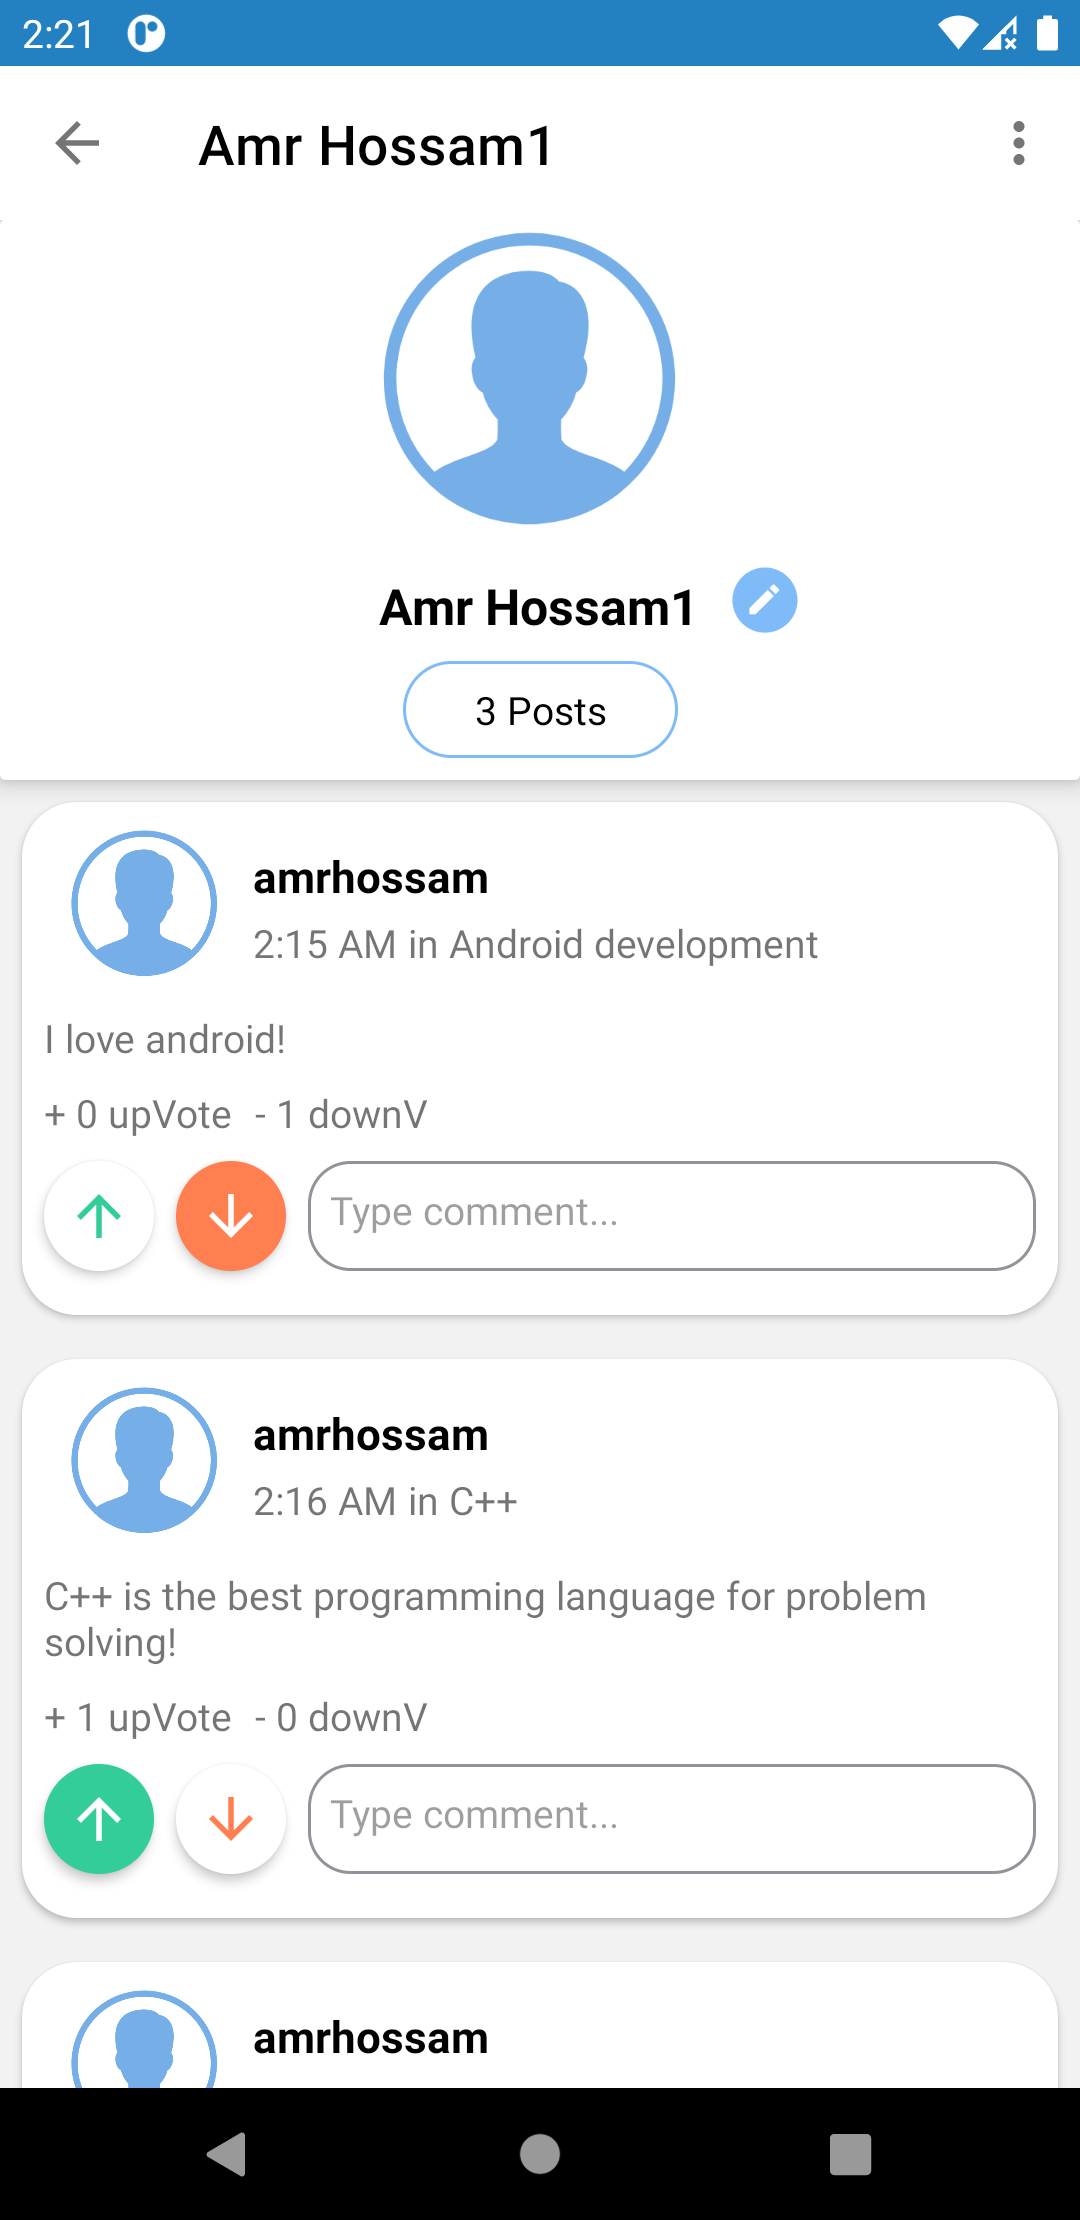 2:21
Amr Hossam1
Amr Hossam1
3 Posts
amrhossam
2:15 AM in Android development
I love android!
+ 0 upVote - 1 downV
Type comment...
amrhossam
2:16 AM in C++
C++ is the best programming language for problem
solving!
+ 1 upVote - 0 downV
Type comment...
amrhossam